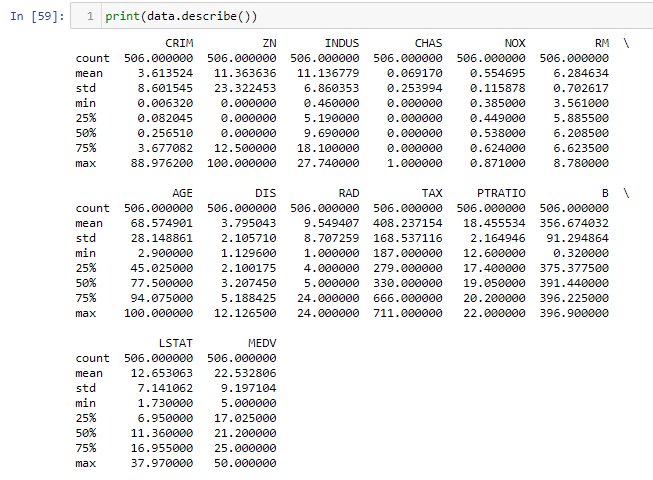 In [59]: 1 print(data.describe())
CRIM ZN INDUS CHAS NOX RM \
count 506.000000 506.000000 506.000000 506.000000 506.000000 506.000000
mean 3.613524 11.363636 11.136779 0.069170 0.554695 6.284634
std 8.601545 23.322453 6.860353 0.253994 0.115878 0.702617
min 0.006320 0.000000 0.460000 0.000000 0.385000 3.561000
25% 0.082045 0.000000 5.190000 0.000000 0.449000 5.885500
50% 0.256510 0.000000 9.690000 0.000000 0.538000 6.208500
75% 3.677082 12.500000 18.100000 0.000000 0.624000 6.623500
max 88.976200 100.000000 27.740000 1.000000 0.871000 8.780000
AGE DIS RAD TAX PTRATIO B \
count 506.000000 506.000000 506.000000 506.000000 506.000000 506.000000
mean 68.574901 3.795043 9.549407 408.237154 18.455534 356.674032
std 28.148861 2.105710 8.707259 168.537116 2.164946 91.294864
min 2.900000 1.129600 1.000000 187.000000 12.600000 0.320000
25% 45.025000 2.100175 4.000000 279.000000 17.400000 375.377500
50% 77.500000 3.207450 5.000000 330.000000 19.050000 391.440000
75% 94.075000 5.188425 24.000000 666.000000 20.200000 396.225000
max 100.000000 12.126500 24.000000 711.000000 22.000000 396.900000
LSTAT MEDV
count 506.000000 506.000000
mean 12.653063 22.532806
std 7.141062 9.197104
min 1.730000 5.000000
25% 6.950000 17.025000
50% 11.360000 21.200000
75% 16.955000 25.000000
max 37.970000 50.000000